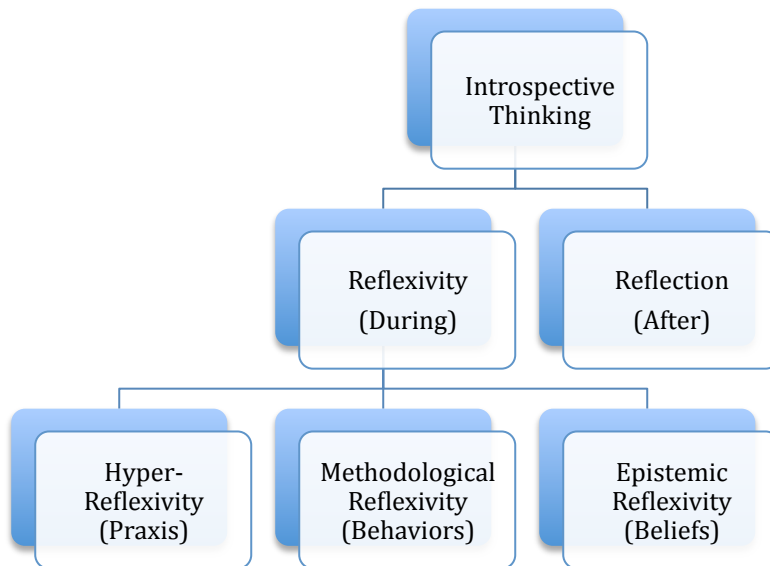 Introspective
Thinking
Reflexivity
(During)
Reflection
(After)
Hyper-
Reflexivity
(Praxis)
Methodological
Reflexivity
(Behaviors)
Epistemic
Reflexivity
(Beliefs)